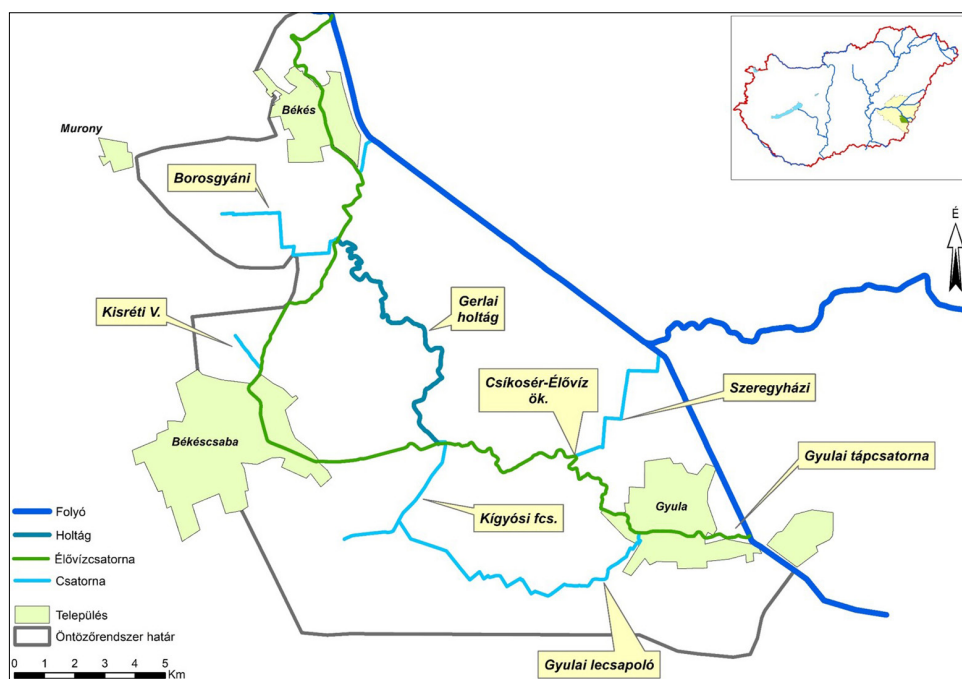 Békés
Murony
Borosgyáni
É
Kisréti V.
Gerlai
holtág
Csíkosér-Élővíz
ök.
Szeregyházi
Békéscsaba
Gyulai tápcsatorna
Gyula
Kígyósi fcs.
Gyulai lecsapoló
Folyó
Holtág
Élővízcsatorna
Csatorna
Település
Öntözőrendszer határ
0 1 2 3 4 5
Km